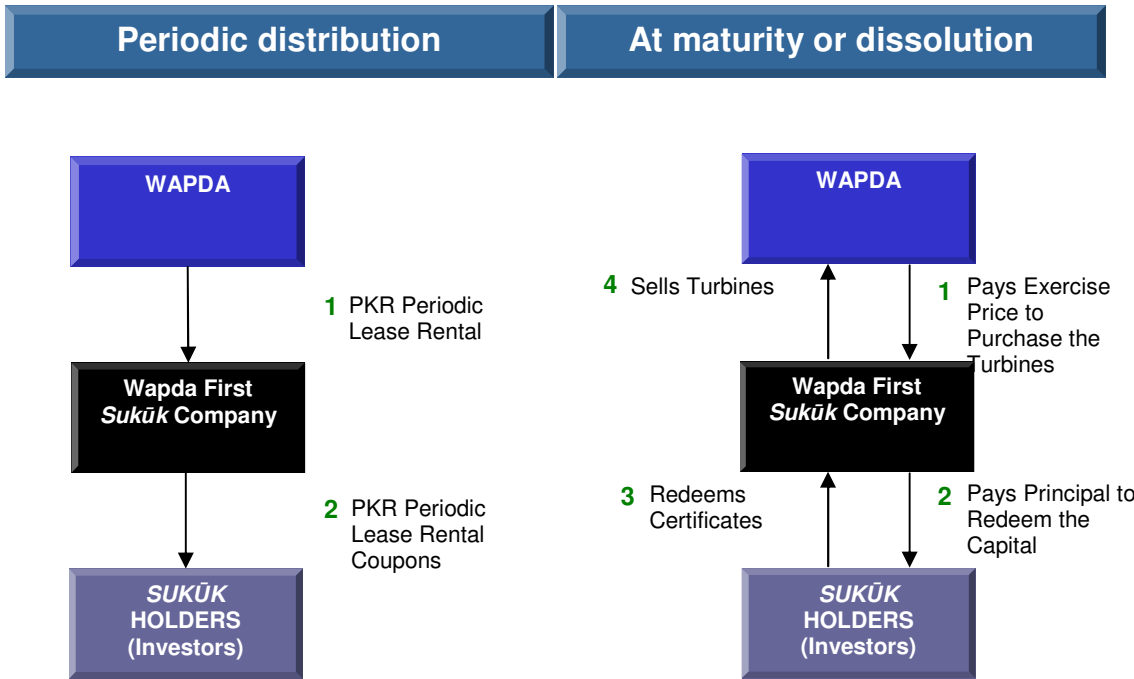 Periodic distribution
At maturity or dissolution
WAPDA
1 PKR Periodic
Lease Rental
Wapda First
Sukūk Company
2 PKR Periodic
Lease Rental
Coupons
SUKŪK
HOLDERS
(Investors)
WAPDA
4 Sells Turbines
1 Pays Exercise
Price to
Purchase the
Turbines
Wapda First
Sukūk Company
3 Redeems
Certificates
2 Pays Principal to
Redeem the
Capital
SUKŪK
HOLDERS
(Investors)